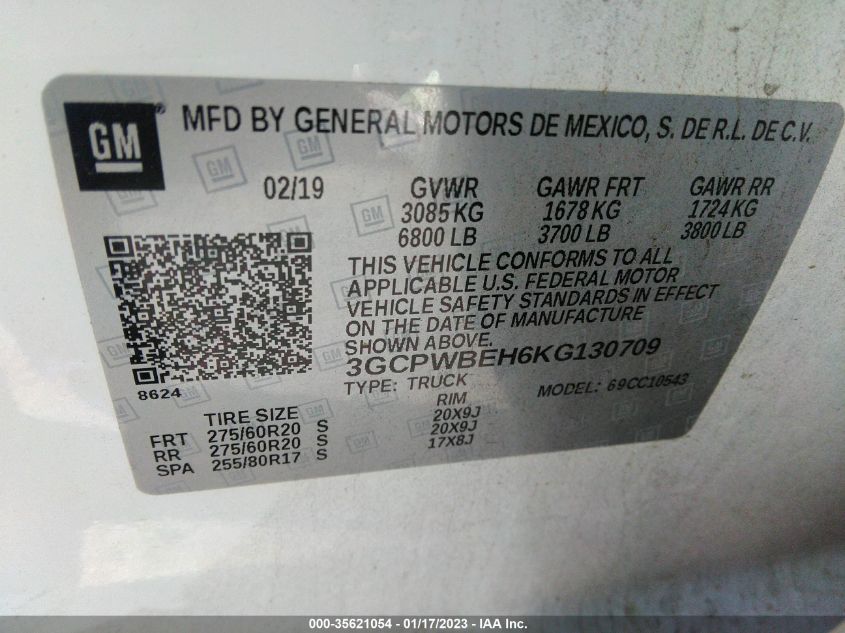 GM ® MFD BY GENERAL MOTORS DE MEXICO, S. DE R.L. DE C.V.
02/19 GVWR GAWR FRT GAWR RR
3085 KG 1678 KG 1724 KG
6800 LB 3700 LB 3800 LB
THIS VEHICLE CONFORMS TO ALL
APPLICABLE U.S. FEDERAL MOTOR
VEHICLE SAFETY STANDARDS IN EFFECT
ON THE DATE OF MANUFACTURE
SHOWN ABOVE.
3GCPWBEH6KG130709
8624 TYPE: TRUCK MODEL: 69CC10543
TIRE SIZE RIM
FRT 275/60R20 S 20X9J
RR 275/60R20 S 20X9J
SPA 255/80R17 S 17X8J
000-35621054 - 01/17/2023 - IAA Inc.